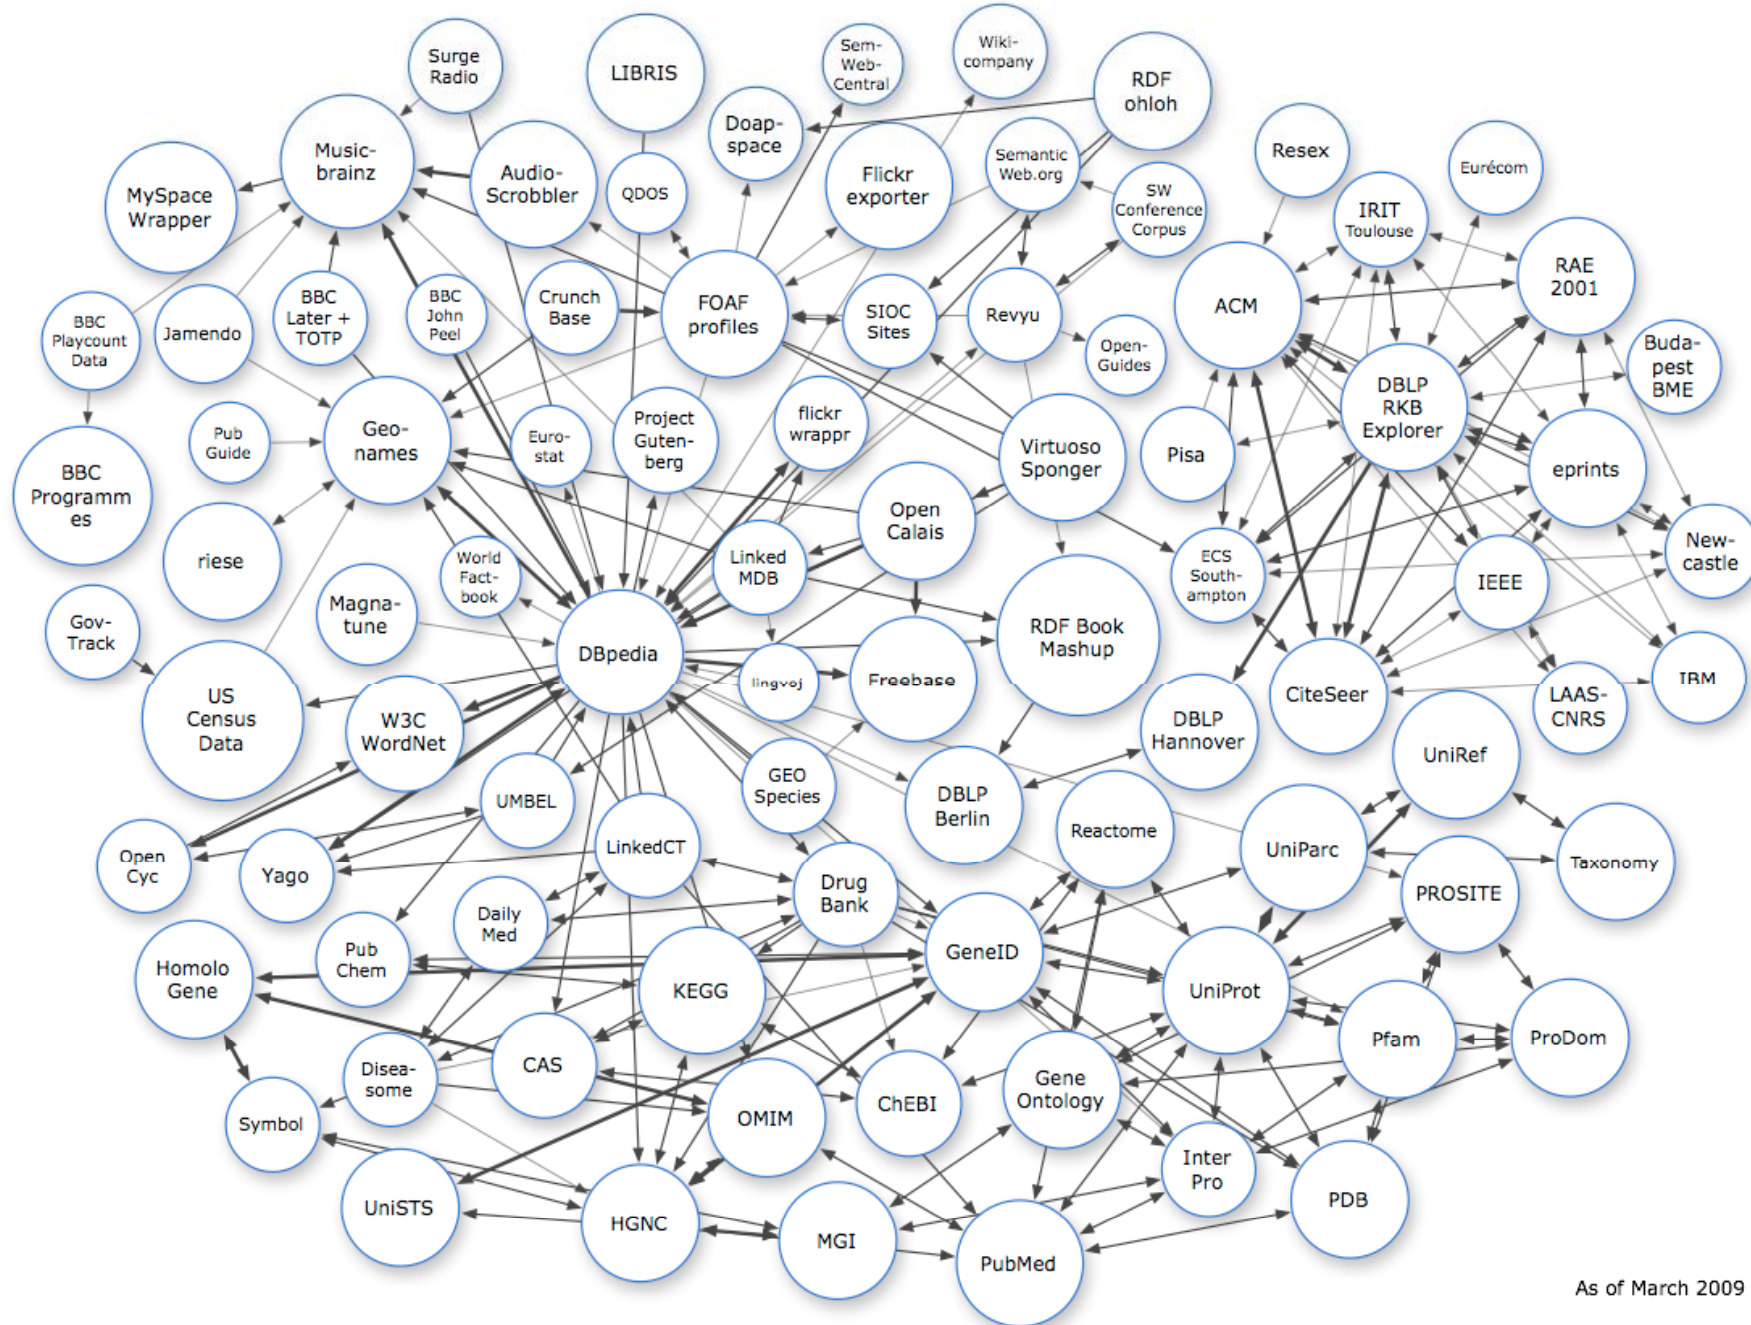 Surge
Radio
LIBRIS
Sem-
Web-
Central
Wiki-
company
RDF
ohloh
Doap-
space
Music-
brainz
Audio-
Scrobbler
MySpace
Wrapper
QDOS
Flickr
exporter
Semantic
Web.org
SW
Conference
Corpus
Resex
Eurécom
IRIT
Toulouse
RAE
2001
ACM
BBC
Playcount
Data
Jamendo
BBC
Later +
TOTP
BBC
John
Peel
Crunch
Base
FOAF
profiles
SIOC
Sites
Revyu
Open-
Guides
Buda-
pest
BME
DBLP
RKB
Explorer
Pub
Guide
Geo-
names
Euro-
stat
Project
Guten-
berg
flickr
wrappr
Virtuoso
Sponger
Pisa
eprints
BBC
Programm
es
riese
World
Fact-
book
Linked
MDB
Open
Calais
ECS
South-
ampton
IEEE
New-
castle
Gov-
Track
Magna-
tune
DBpedia
RDF Book
Mashup
US
Census
Data
W3C
WordNet
lingvoj
Freebase
DBLP
Hannover
CiteSeer
LAAS-
CNRS
IBM
UMBEL
GEO
Species
DBLP
Berlin
UniRef
Open
Cyc
Yago
LinkedCT
Reactome
UniParc
Taxonomy
Daily
Med
Drug
Bank
PROSITE
Homolo
Gene
Pub
Chem
KEGG
GeneID
UniProt
Pfam
ProDom
Disea-
some
CAS
OMIM
ChEBI
Gene
Ontology
Symbol
UniSTS
HGNC
MGI
PubMed
Inter
Pro
PDB
As of March 2009